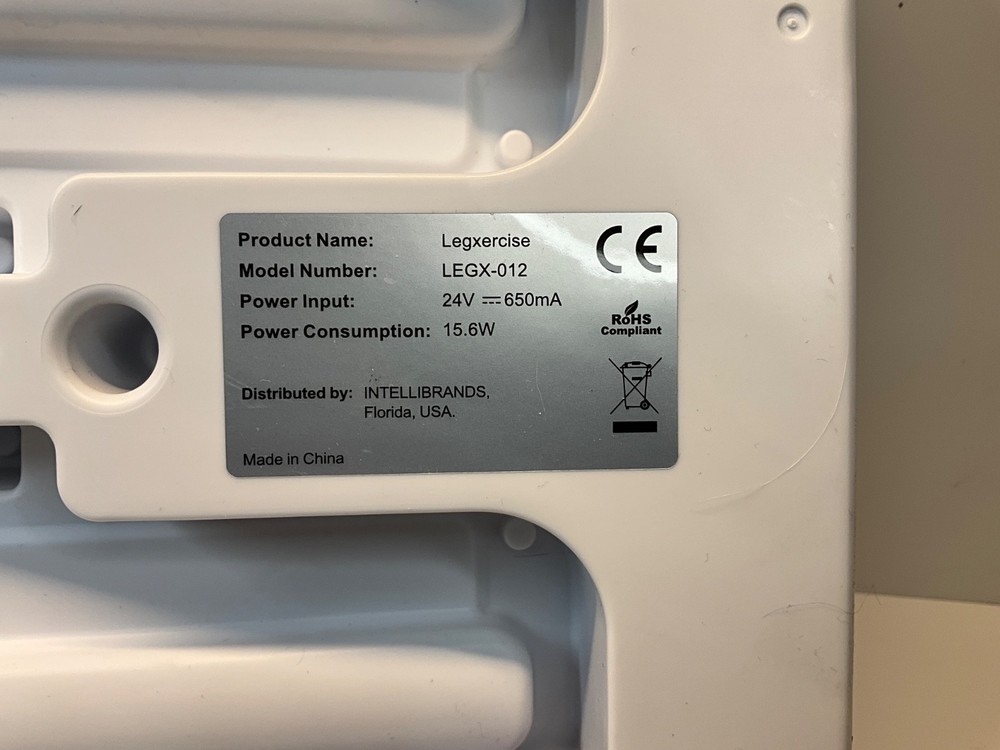 Product Name: Legxercise
Model Number: LEGX-012
Power Input: 24V ⎓ 650mA
Power Consumption: 15.6W
Distributed by: INTELLIBRANDS,
Florida, USA.
Made in China
CE
RoHS
Compliant